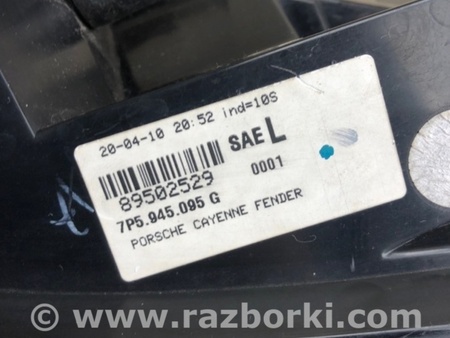 20-04-10 20:52 ind=10S
SAE L
89502529
0001
7P5.945.095 G
PORSCHE CAYENNE FENDER
© www.razborki.com